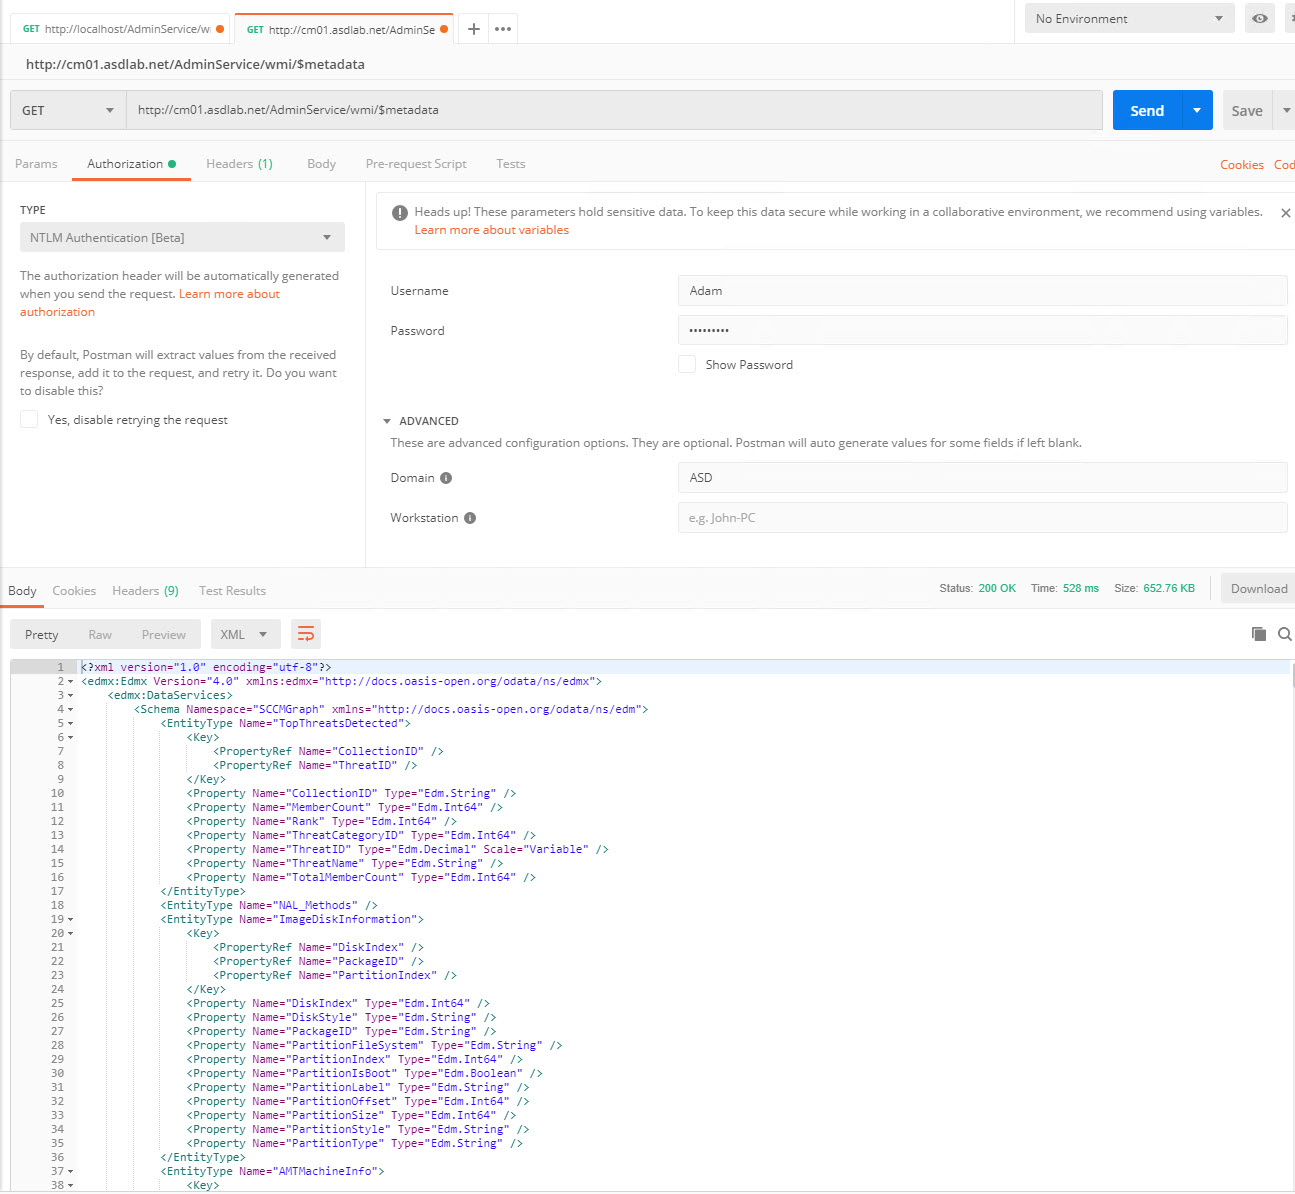 GET http://localhost/AdminService/w
GET http://cm01.asdlab.net/AdminSe
+
•••
No Environment
http://cm01.asdlab.net/AdminService/wmi/$metadata
GET
http://cm01.asdlab.net/AdminService/wmi/$metadata
Send
Save
Params
Authorization
Headers (1)
Body
Pre-request Script
Tests
Cookies
Cod
TYPE
NTLM Authentication [Beta]
The authorization header will be automatically generated
when you send the request. Learn more about
authorization
By default, Postman will extract values from the received
response, add it to the request, and retry it. Do you want
to disable this?
Yes, disable retrying the request
Heads up! These parameters hold sensitive data. To keep this data secure while working in a collaborative environment, we recommend using variables.
Learn more about variables
Username
Adam
Password
•••••••••
Show Password
ADVANCED
These are advanced configuration options. They are optional. Postman will auto generate values for some fields if left blank.
Domain
ASD
Workstation
e.g. John-PC
Body
Cookies
Headers (9)
Test Results
Status: 200 OK
Time: 528 ms
Size: 652.76 KB
Download
Pretty
Raw
Preview
XML
1 <?xml version="1.0" encoding="utf-8"?>
2 <edmx:Edmx Version="4.0" xmlns:edmx="http://docs.oasis-open.org/odata/ns/edmx">
3 <edmx:DataServices>
4 <Schema Namespace="SCCMGraph" xmlns="http://docs.oasis-open.org/odata/ns/edm">
5 <EntityType Name="TopThreatsDetected">
6 <Key>
7 <PropertyRef Name="CollectionID" />
8 <PropertyRef Name="ThreatID" />
9 </Key>
10 <Property Name="CollectionID" Type="Edm.String" />
11 <Property Name="MemberCount" Type="Edm.Int64" />
12 <Property Name="Rank" Type="Edm.Int64" />
13 <Property Name="ThreatCategoryID" Type="Edm.Int64" />
14 <Property Name="ThreatID" Type="Edm.Decimal" Scale="Variable" />
15 <Property Name="ThreatName" Type="Edm.String" />
16 <Property Name="TotalMemberCount" Type="Edm.Int64" />
17 </EntityType>
18 <EntityType Name="NAL_Methods" />
19 <EntityType Name="ImageDiskInformation">
20 <Key>
21 <PropertyRef Name="DiskIndex" />
22 <PropertyRef Name="PackageID" />
23 <PropertyRef Name="PartitionIndex" />
24 </Key>
25 <Property Name="DiskIndex" Type="Edm.Int64" />
26 <Property Name="DiskStyle" Type="Edm.String" />
27 <Property Name="PackageID" Type="Edm.String" />
28 <Property Name="PartitionFileSystem" Type="Edm.String" />
29 <Property Name="PartitionIndex" Type="Edm.Int64" />
30 <Property Name="PartitionIsBoot" Type="Edm.Boolean" />
31 <Property Name="PartitionLabel" Type="Edm.String" />
32 <Property Name="PartitionOffset" Type="Edm.Int64" />
33 <Property Name="PartitionSize" Type="Edm.Int64" />
34 <Property Name="PartitionStyle" Type="Edm.String" />
35 <Property Name="PartitionType" Type="Edm.String" />
36 </EntityType>
37 <EntityType Name="AMTMachineInfo">
38 <Key>